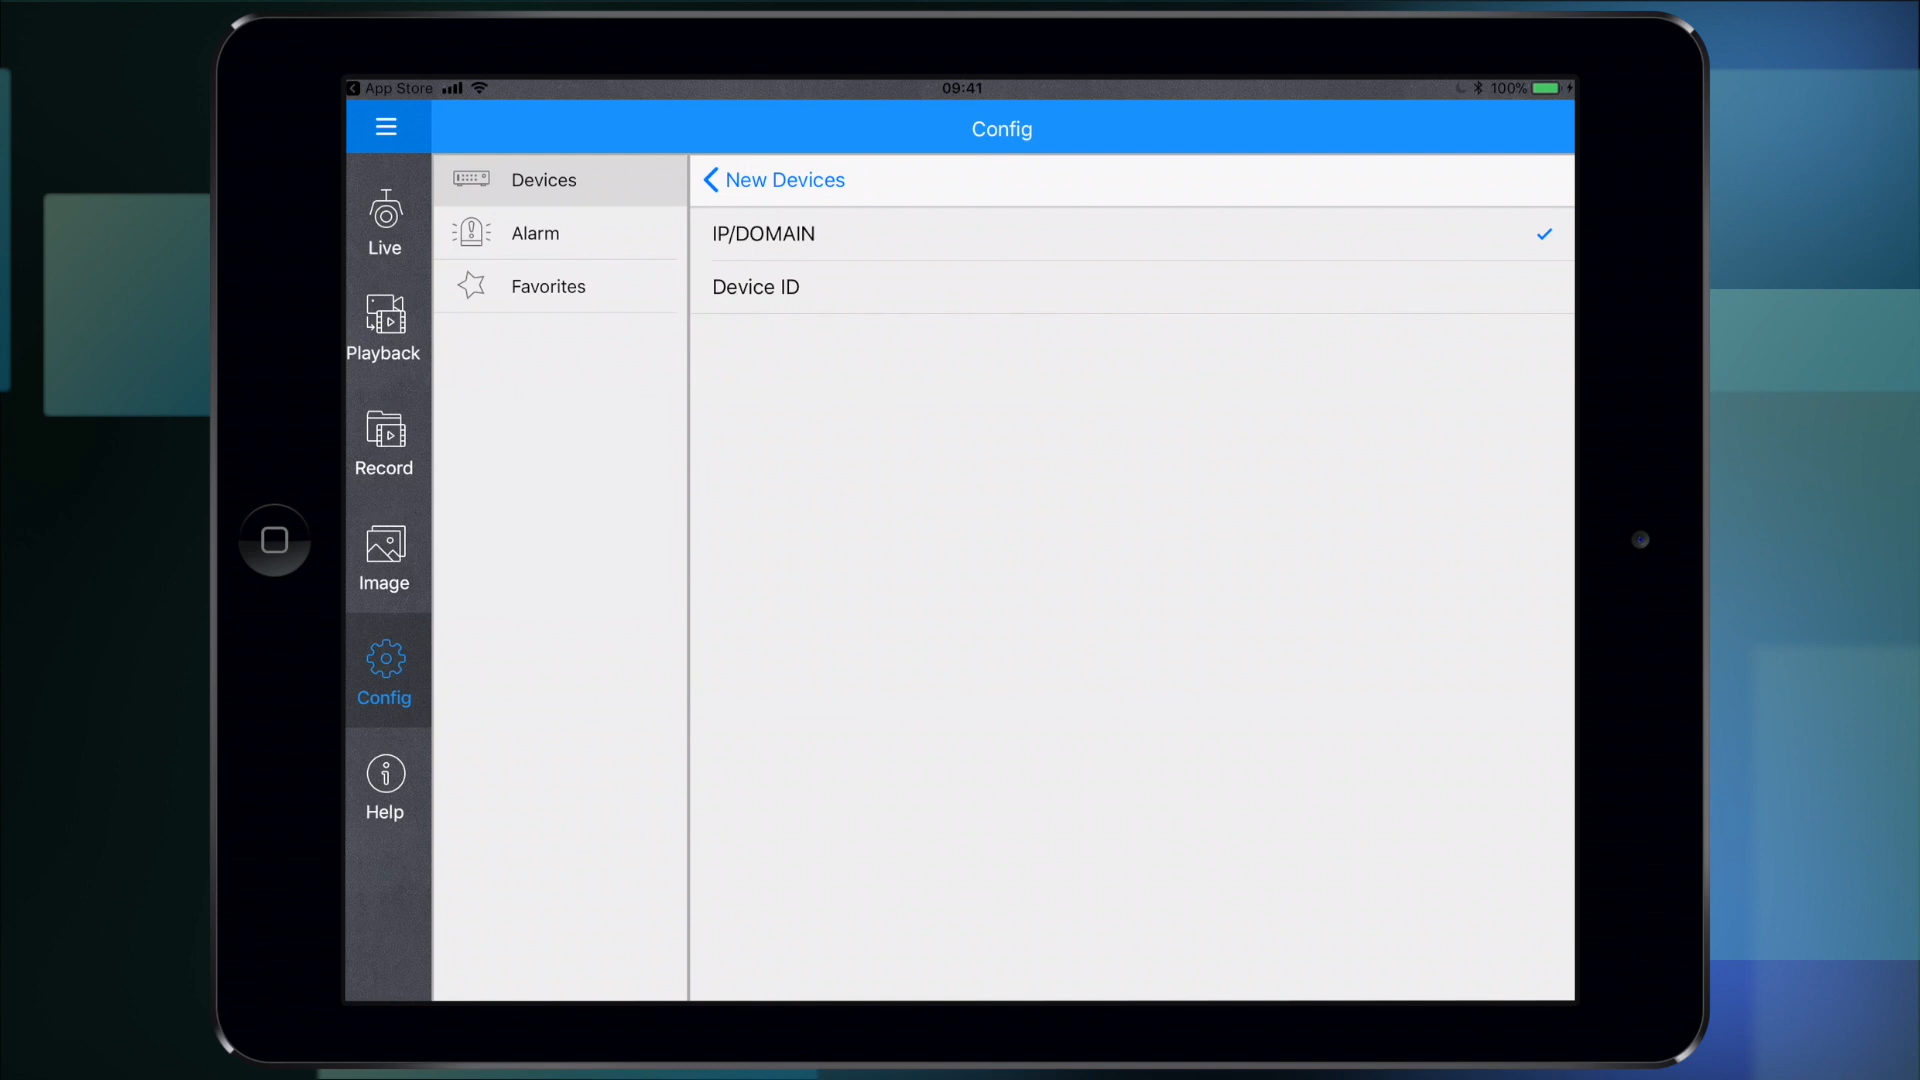 App Store
09:41
100%
Config
Live
Playback
Record
Image
Config
Help
Devices
Alarm
Favorites
New Devices
IP/DOMAIN
Device ID